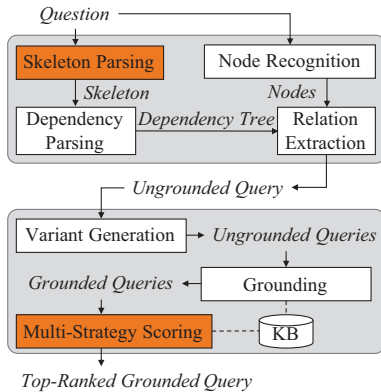 Question
Skeleton Parsing
Node Recognition
Skeleton
Nodes
Dependency
Parsing
Dependency Tree
Relation
Extraction
Ungrounded Query
Variant Generation
Ungrounded Queries
Grounded Queries
Grounding
Multi-Strategy Scoring
KB
Top-Ranked Grounded Query